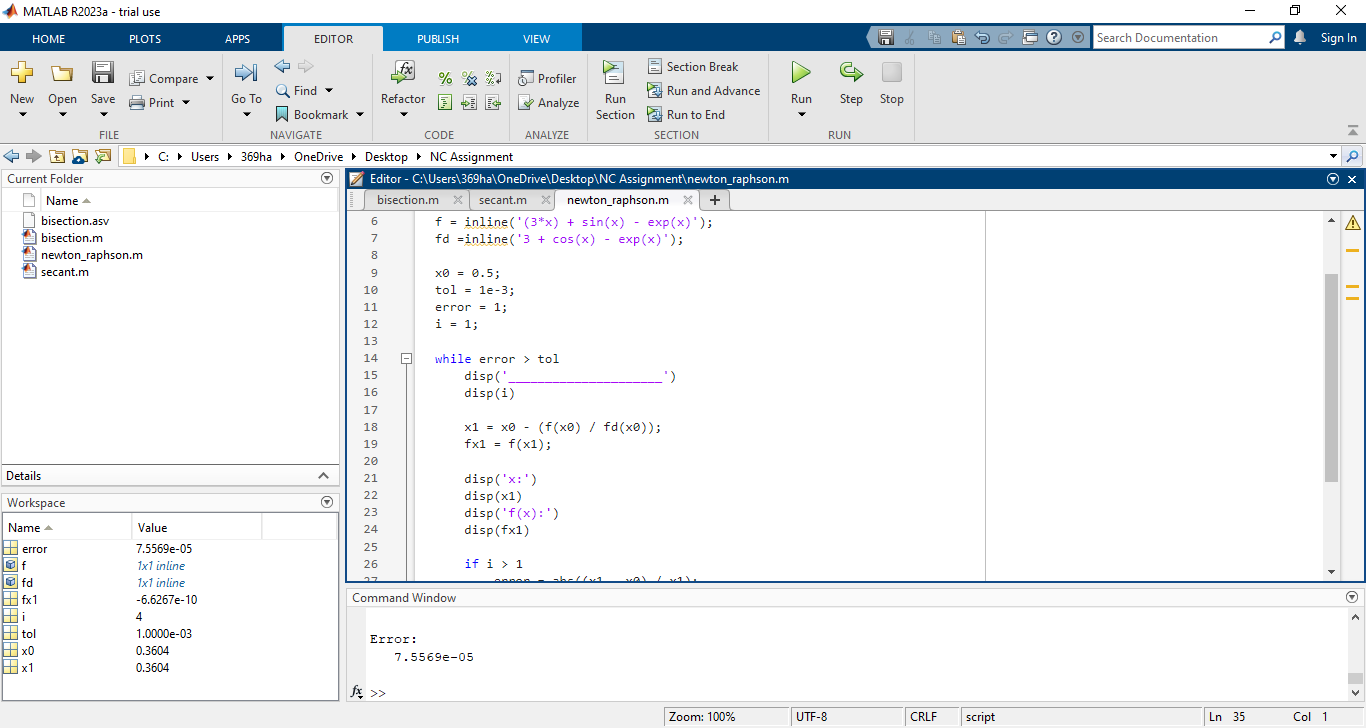 MATLAB R2023a - trial use
HOME PLOTS APPS EDITOR PUBLISH VIEW
Search Documentation
Sign In
New
Open
Save
Compare
Print
FILE
Go To
Find
Bookmark
NAVIGATE
Refactor
CODE
Profiler
Analyze
ANALYZE
Run
Section
Section Break
Run and Advance
Run to End
SECTION
Run
Step
Stop
RUN
C: Users 369ha OneDrive Desktop NC Assignment
Current Folder
Name
bisection.asv
bisection.m
newton_raphson.m
secant.m
Details
Workspace
Name Value
error 7.5569e-05
f 1x1 inline
fd 1x1 inline
fx1 -6.6267e-10
i 4
tol 1.0000e-03
x0 0.3604
x1 0.3604
Editor - C:\Users\369ha\OneDrive\Desktop\NC Assignment\newton_raphson.m
bisection.m secant.m newton_raphson.m
6 f = inline('(3*x) + sin(x) - exp(x)');
7 fd =inline('3 + cos(x) - exp(x)');
8
9 x0 = 0.5;
10 tol = 1e-3;
11 error = 1;
12 i = 1;
13
14 while error > tol
15 disp('_____________________')
16 disp(i)
17
18 x1 = x0 - (f(x0) / fd(x0));
19 fx1 = f(x1);
20
21 disp('x:')
22 disp(x1)
23 disp('f(x):')
24 disp(fx1)
25
26 if i > 1
27 error = abs((x1 - x0) / x1);
Command Window
Error:
7.5569e-05
fx >>
Zoom: 100% UTF-8 CRLF script Ln 35 Col 1